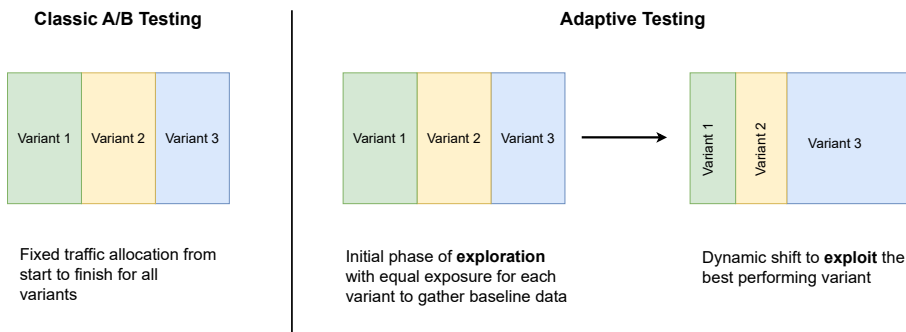 Classic A/B Testing
Variant 1
Variant 2
Variant 3
Fixed traffic allocation from
start to finish for all
variants
Adaptive Testing
Variant 1
Variant 2
Variant 3
Variant 1
Variant 2
Variant 3
Initial phase of exploration
with equal exposure for each
variant to gather baseline data
Dynamic shift to exploit the
best performing variant